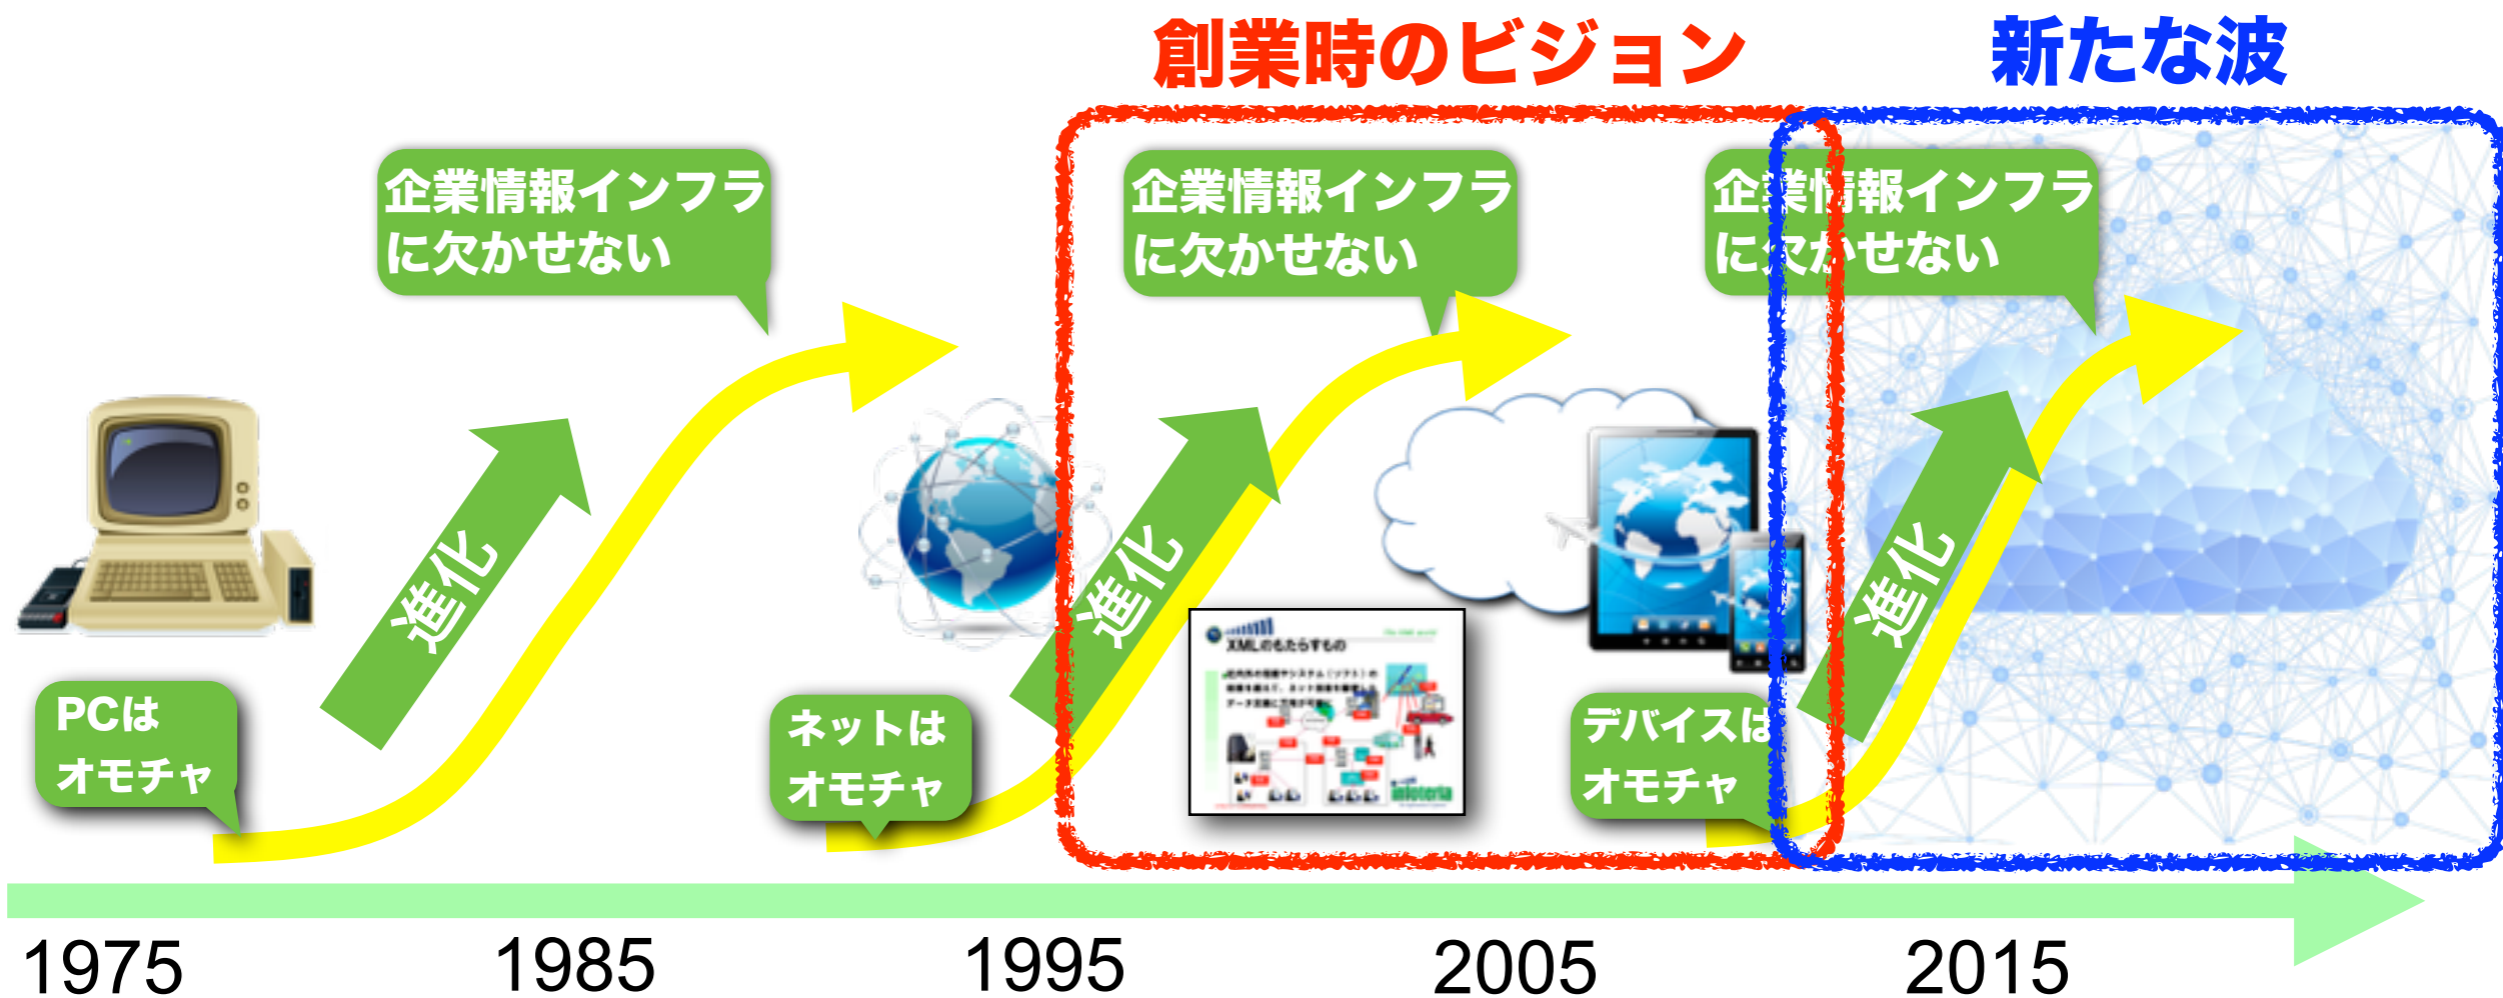 創業時のビジョン
新たな波
企業情報インフラ
に欠かせない
企業情報インフラ
に欠かせない
企業情報インフラ
に欠かせない
進化
進化
進化
PCは
オモチャ
ネットは
オモチャ
デバイスは
オモチャ
XMLのもたらすもの
infoteria
1975
1985
1995
2005
2015